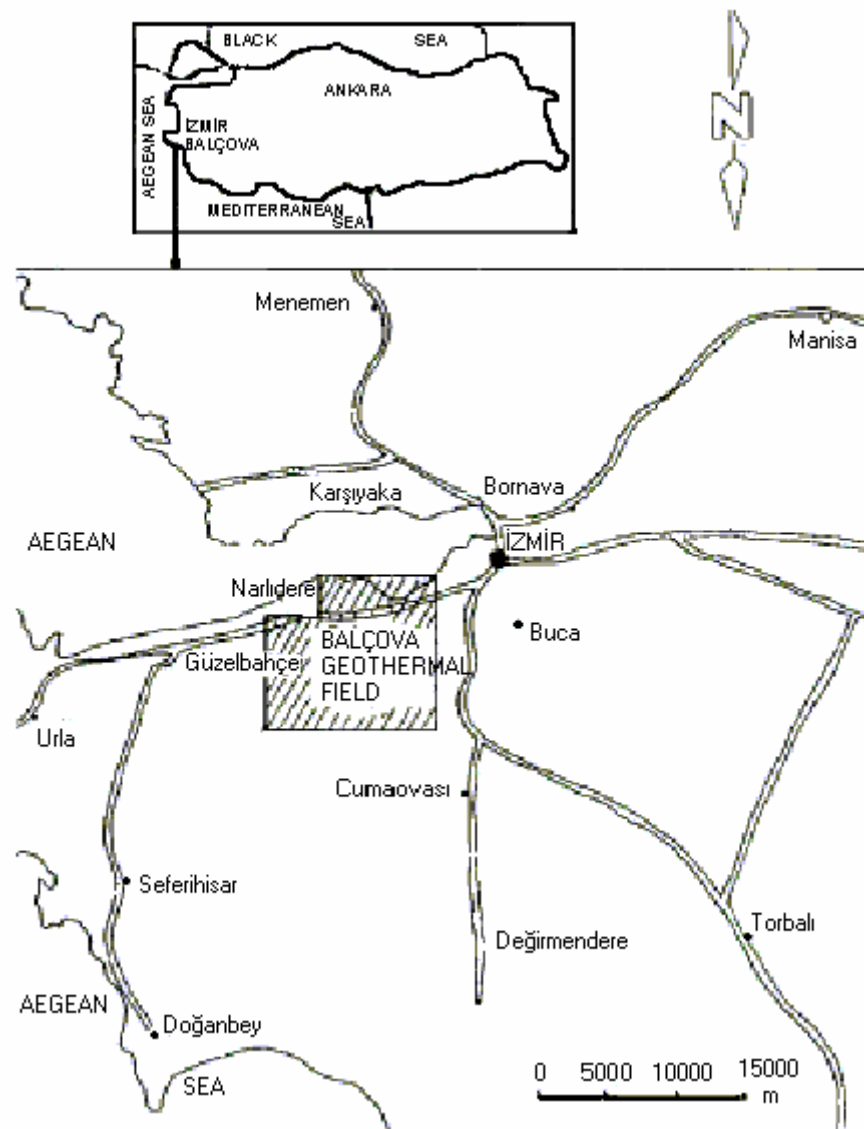 BLACK SEA
ANKARA
AEGEAN SEA
İZMİR
BALÇOVA
MEDITERRANEAN
SEA
N
Menemen
Manisa
Karşıyaka
Bornava
AEGEAN
İZMİR
Narlıdere
Buca
BALÇOVA
GEOTHERMAL
FIELD
Güzelbahçe
Urla
Cumaovası
Seferihisar
Değirmendere
Torbalı
AEGEAN
Doğanbey
SEA
0 5000 10000 15000
m